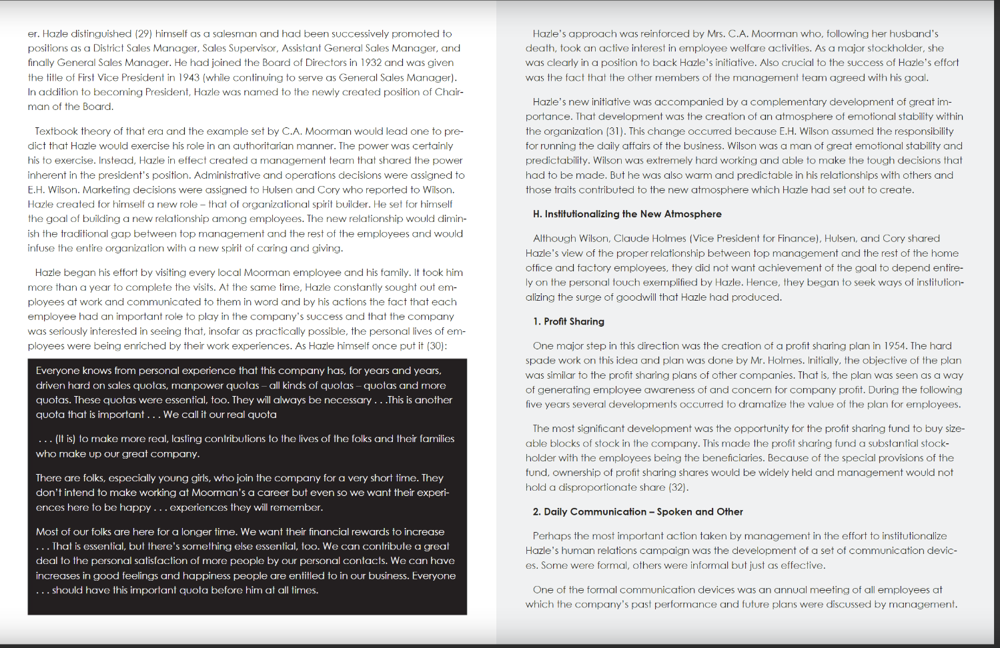 er. Hazle distinguished (29) himself as a salesman and had been successively promoted to
positions as a District Sales Manager, Sales Supervisor, Assistant General Sales Manager, and
finally General Sales Manager. He had joined the Board of Directors in 1932 and was given
the title of First Vice President in 1943 (while continuing to serve as General Sales Manager).
In addition to becoming President, Hazle was named to the newly created position of Chair-
man of the Board.
Textbook theory of that era and the example set by C.A. Moorman would lead one to pre-
dict that Hazle would exercise his role in an authoritarian manner. The power was certainly
his to exercise. Instead, Hazle in effect created a management team that shared the power
inherent in the president's position. Administrative and operations decisions were assigned to
E.H. Wilson. Marketing decisions were assigned to Hulsen and Cory who reported to Wilson.
Hazle created for himself a new role – that of organizational spirit builder. He set for himself
the goal of building a new relationship among employees. The new relationship would dimin-
ish the traditional gap between top management and the rest of the employees and would
infuse the entire organization with a new spirit of caring and giving.
Hazle began his effort by visiting every local Moorman employee and his family. It took him
more than a year to complete the visits. At the same time, Hazle constantly sought out em-
ployees at work and communicated to them in word and by his actions the fact that each
employee had an important role to play in the company's success and that the company
was seriously interested in seeing that, insofar as practically possible, the personal lives of em-
ployees were being enriched by their work experiences. As Hazle himself once put it (30):
Everyone knows from personal experience that this company has, for years and years,
driven hard on sales quotas, manpower quotas – all kinds of quotas – quotas and more
quotas. These quotas were essential, too. They will always be necessary . . .This is another
quota that is important . . . We call it our real quota
. . . (It is) to make more real, lasting contributions to the lives of the folks and their families
who make up our great company.
There are folks, especially young girls, who join the company for a very short time. They
don't intend to make working at Moorman's a career but even so we want their experi-
ences here to be happy . . . experiences they will remember.
Most of our folks are here for a longer time. We want their financial rewards to increase
. . . That is essential, but there's something else essential, too. We can contribute a great
deal to the personal satisfaction of more people by our personal contacts. We can have
increases in good feelings and happiness people are entitled to in our business. Everyone
. . . should have this important quota before him at all times.
Hazle's approach was reinforced by Mrs. C.A. Moorman who, following her husband's
death, took an active interest in employee welfare activities. As a major stockholder, she
was clearly in a position to back Hazle's initiative. Also crucial to the success of Hazle's effort
was the fact that the other members of the management team agreed with his goal.
Hazle's new initiative was accompanied by a complementary development of great im-
portance. That development was the creation of an atmosphere of emotional stability within
the organization (31). This change occurred because E.H. Wilson assumed the responsibility
for running the daily affairs of the business. Wilson was a man of great emotional stability and
predictability. Wilson was extremely hard working and able to make the tough decisions that
had to be made. But he was also warm and predictable in his relationships with others and
those traits contributed to the new atmosphere which Hazle had set out to create.
H. Institutionalizing the New Atmosphere
Although Wilson, Claude Holmes (Vice President for Finance), Hulsen, and Cory shared
Hazle's view of the proper relationship between top management and the rest of the home
office and factory employees, they did not want achievement of the goal to depend entire-
ly on the personal touch exemplified by Hazle. Hence, they began to seek ways of institution-
alizing the surge of goodwill that Hazle had produced.
1. Profit Sharing
One major step in this direction was the creation of a profit sharing plan in 1954. The hard
spade work on this idea and plan was done by Mr. Holmes. Initially, the objective of the plan
was similar to the profit sharing plans of other companies. That is, the plan was seen as a way
of generating employee awareness of and concern for company profit. During the following
five years several developments occurred to dramatize the value of the plan for employees.
The most significant development was the opportunity for the profit sharing fund to buy size-
able blocks of stock in the company. This made the profit sharing fund a substantial stock-
holder with the employees being the beneficiaries. Because of the special provisions of the
fund, ownership of profit sharing shares would be widely held and management would not
hold a disproportionate share (32).
2. Daily Communication – Spoken and Other
Perhaps the most important action taken by management in the effort to institutionalize
Hazle's human relations campaign was the development of a set of communication devic-
es. Some were formal, others were informal but just as effective.
One of the formal communication devices was an annual meeting of all employees at
which the company's past performance and future plans were discussed by management.